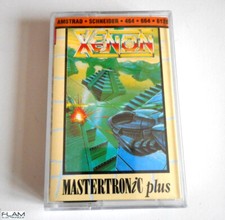 AMSTRAD • SCHNEIDER • 464 • 664 • 6128
XENON
MASTERTRONiC plus
FLAM